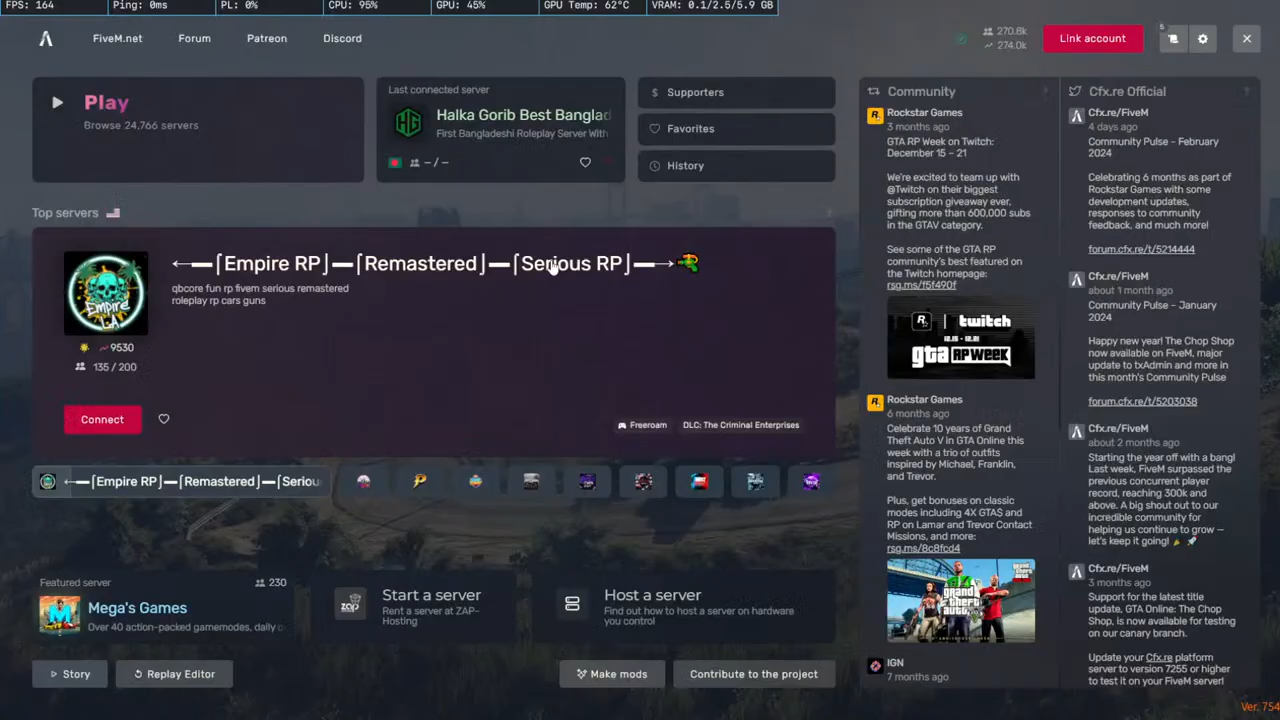 FPS: 164
Ping: 0ms
PL: 0%
CPU: 95%
GPU: 45%
GPU Temp: 62°C
VRAM: 0.1/2.5/5.9 GB
FiveM.net
Forum
Patreon
Discord
270.8k
274.0k
Link account
5
Play
Browse 24,766 servers
Last connected server
HG
Halka Gorib Best Banglad
First Bangladeshi Roleplay Server With
– / –
Supporters
Favorites
History
Top servers
←—⌈Empire RP⌋—⌈Remastered⌋—⌈Serious RP⌋—→
qbcore fun rp fivem serious remastered
roleplay rp cars guns
Empire
9530
135 / 200
Connect
Freeroam
DLC: The Criminal Enterprises
←—⌈Empire RP⌋—⌈Remastered⌋—⌈Seriou
Featured server
230
Mega's Games
Over 40 action-packed gamemodes, daily c
ZAP
Start a server
Rent a server at ZAP-
Hosting
Host a server
Find out how to host a server on hardware
you control
Story
Replay Editor
Make mods
Contribute to the project
Community
Rockstar Games
3 months ago
GTA RP Week on Twitch:
December 15 – 21
We're excited to team up with
@Twitch on their biggest
subscription giveaway ever,
gifting more than 600,000 subs
in the GTAV category.
See some of the GTA RP
community's best featured on
the Twitch homepage:
rsg.ms/f5f490f
twitch
12.15 - 12.21
gta RP WEEK
Rockstar Games
6 months ago
Celebrate 10 years of Grand
Theft Auto V in GTA Online this
week with a trio of outfits
inspired by Michael, Franklin,
and Trevor.
Plus, get bonuses on classic
modes including 4X GTA$ and
RP on Lamar and Trevor Contact
Missions, and more:
rsg.ms/8c8fcd4
grand
theft
auto
IGN
7 months ago
Cfx.re Official
Cfx.re/FiveM
4 days ago
Community Pulse – February
2024
Celebrating 6 months as part of
Rockstar Games with some
development updates,
responses to community
feedback, and much more!
forum.cfx.re/t/5214444
Cfx.re/FiveM
about 1 month ago
Community Pulse – January
2024
Happy new year! The Chop Shop
now available on FiveM, major
update to txAdmin and more in
this month's Community Pulse
forum.cfx.re/t/5203038
Cfx.re/FiveM
about 2 months ago
Starting the year off with a bang!
Last week, FiveM surpassed the
previous concurrent player
record, reaching 300k and
above. A big shout out to our
incredible community for
helping us continue to grow —
let's keep it going!
Cfx.re/FiveM
3 months ago
Support for the latest title
update, GTA Online: The Chop
Shop, is now available for testing
on our canary branch.
Update your Cfx.re platform
server to version 7255 or higher
to test it on your FiveM server!
Ver. 754